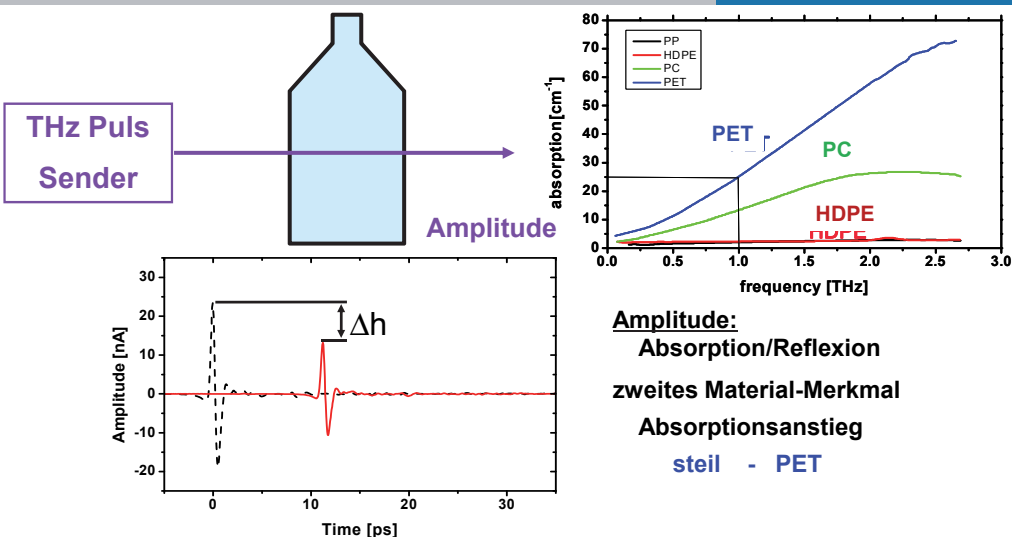 THz Puls
Sender
Amplitude
30
20
10
0
-10
-20
Amplitude [nA]
Δh
0
10
20
30
Time [ps]
80
70
60
50
40
30
20
10
0
absorption[cm⁻¹]
PP
HDPE
PC
PET
PET
PC
HDPE
HDPE
0.0
0.5
1.0
1.5
2.0
2.5
3.0
frequency [THz]
Amplitude:
Absorption/Reflexion
zweites Material-Merkmal
Absorptionsanstieg
steil - PET